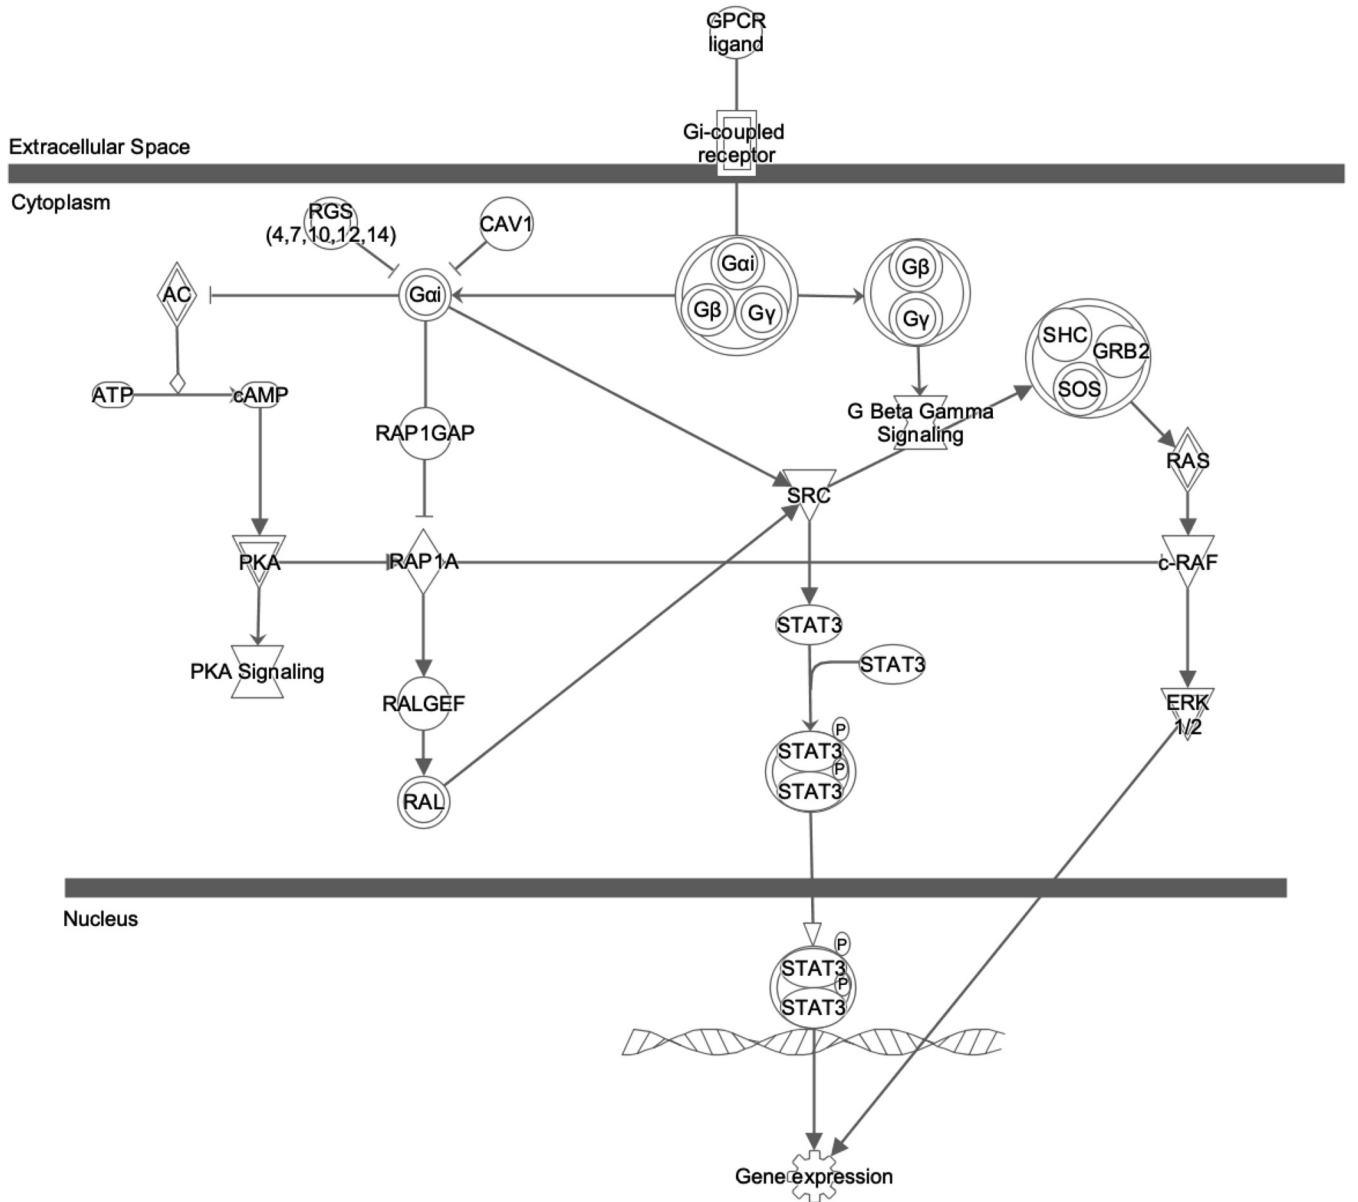 GPCR
ligand
Gi-coupled
receptor
Extracellular Space
Cytoplasm
RGS
(4,7,10,12,14)
CAV1
Gαi
Gβ
Gγ
Gβ
Gγ
AC
Gαi
SHC
GRB2
SOS
ATP
cAMP
G Beta Gamma
Signaling
RAP1GAP
RAS
SRC
PKA
RAP1A
c-RAF
STAT3
STAT3
PKA Signaling
RALGEF
ERK
1/2
P
STAT3
P
STAT3
RAL
Nucleus
P
STAT3
P
STAT3
Gene expression